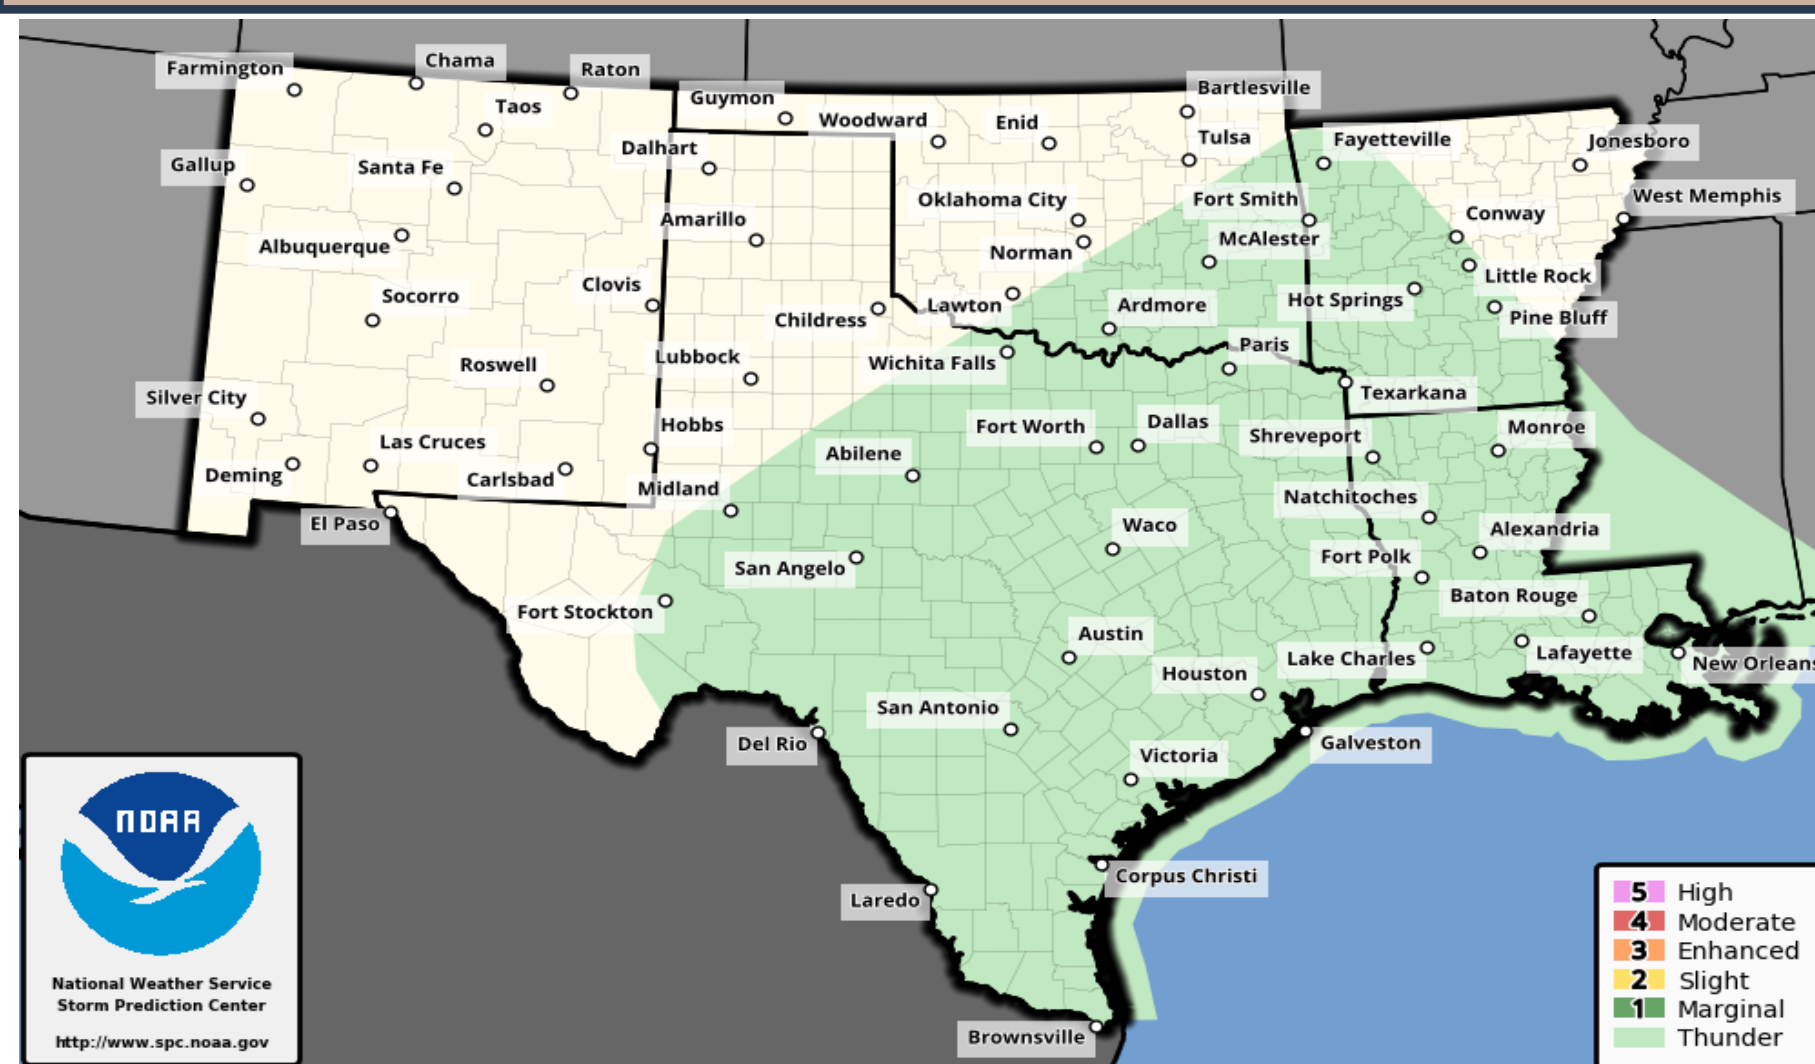 Farmington
Chama
Raton
Guymon
Bartlesville
Taos
Woodward
Enid
Tulsa
Fayetteville
Jonesboro
Dalhart
Gallup
Santa Fe
Oklahoma City
Fort Smith
West Memphis
Amarillo
Conway
Albuquerque
Norman
McAlester
Clovis
Little Rock
Socorro
Hot Springs
Childress
Lawton
Ardmore
Pine Bluff
Paris
Roswell
Lubbock
Wichita Falls
Silver City
Texarkana
Hobbs
Dallas
Fort Worth
Monroe
Shreveport
Las Cruces
Abilene
Deming
Carlsbad
Midland
Natchitoches
El Paso
Waco
Alexandria
Fort Polk
San Angelo
Baton Rouge
Fort Stockton
Austin
Lake Charles
Lafayette
New Orleans
Houston
San Antonio
Del Rio
Galveston
Victoria
NOAA
Corpus Christi
Laredo
5 High
4 Moderate
3 Enhanced
2 Slight
1 Marginal
Thunder
National Weather Service
Storm Prediction Center
http://www.spc.noaa.gov
Brownsville